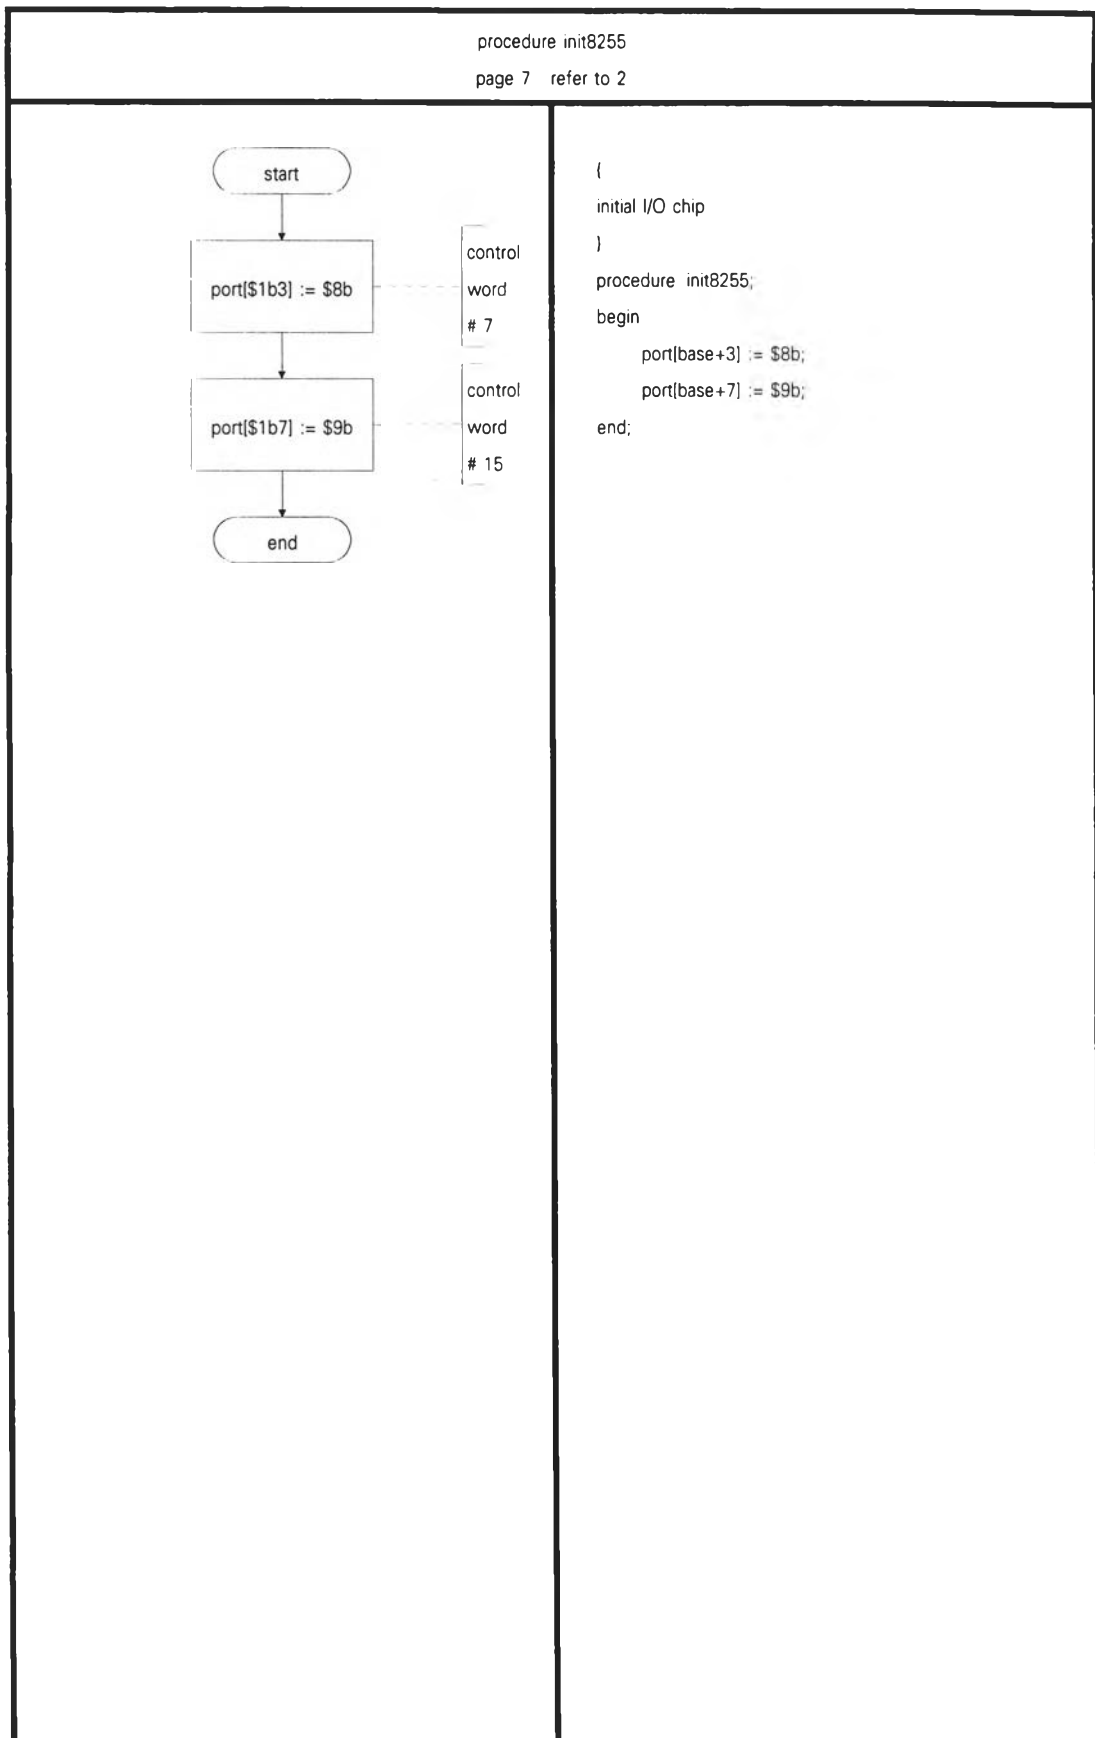 procedure init8255
page 7 refer to 2
start
port[$1b3] := $8b
control
word
# 7
port[$1b7] := $9b
control
word
# 15
end
{
initial I/O chip
}
procedure init8255;
begin
port[base+3] := $8b;
port[base+7] := $9b;
end;